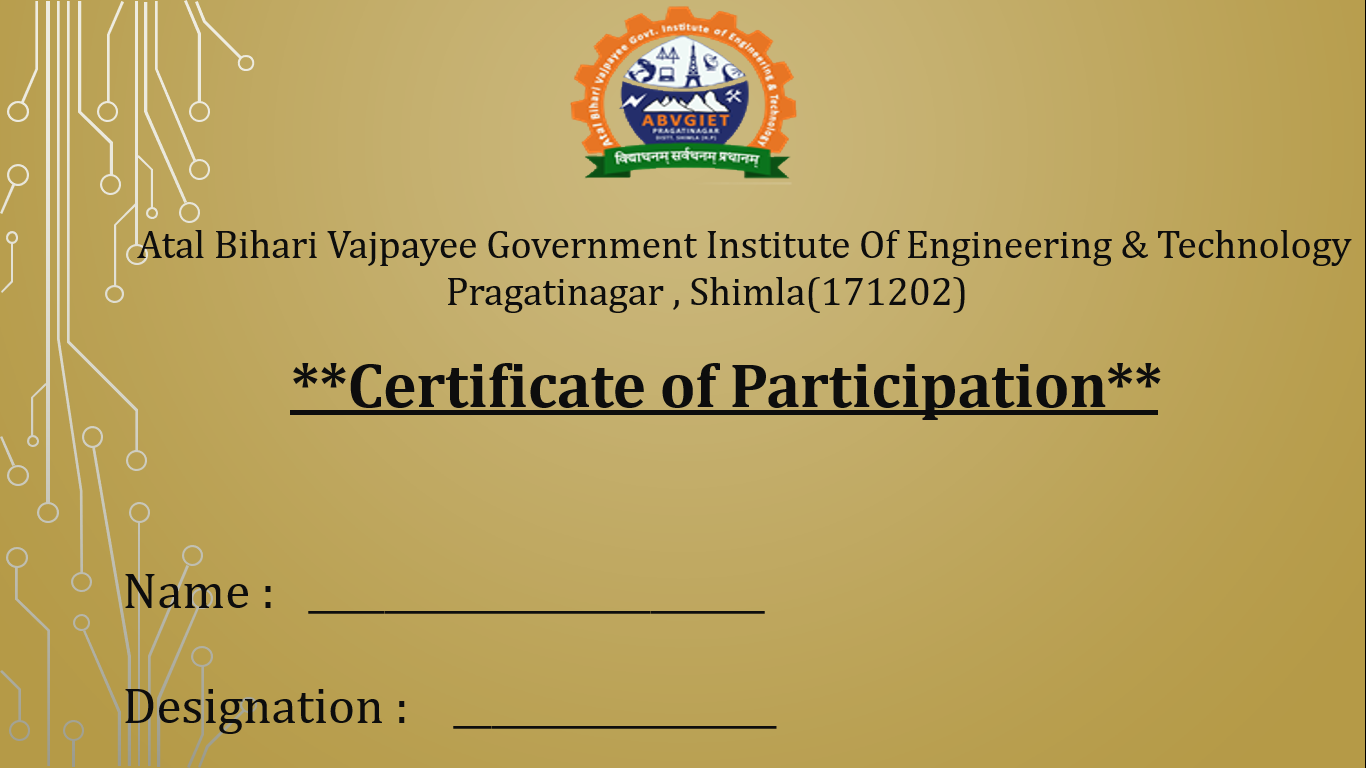 Atal Bihari Vajpayee Govt. Institute of Engineering & Technology
ABVGIET
PRAGATINAGAR
DISTT. SHIMLA (H.P)
विद्याधनम् सर्वधनम् प्रधानम्
Atal Bihari Vajpayee Government Institute Of Engineering & Technology
Pragatinagar , Shimla(171202)
**Certificate of Participation**
Name : ________________________
Designation : _________________